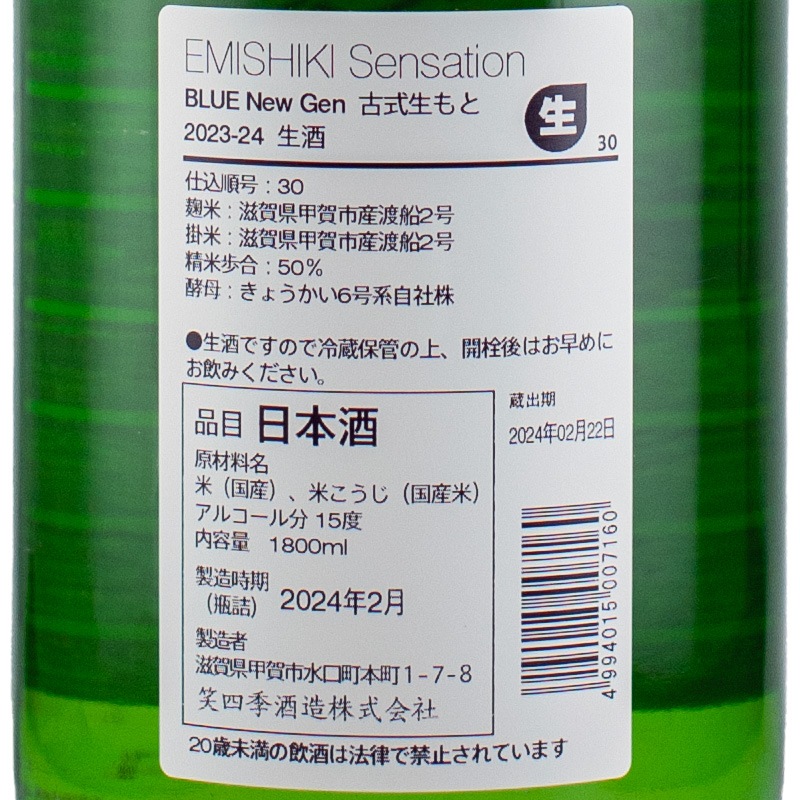 EMISHIKI Sensation
BLUE New Gen 古式生もと
2023-24 生酒
生
30
仕込順号：30
麹米：滋賀県甲賀市産渡船2号
掛米：滋賀県甲賀市産渡船2号
精米歩合：50%
酵母：きょうかい6号系自社株
●生酒ですので冷蔵保管の上、開栓後はお早めに
お飲みください。
品目 日本酒
原材料名
米（国産）、米こうじ（国産米）
アルコール分 15度
内容量 1800ml
製造時期
（瓶詰） 2024年2月
製造者
滋賀県甲賀市水口町本町1-7-8
笑四季酒造株式会社
蔵出期
2024年02月22日
4 994015 007160
20歳未満の飲酒は法律で禁止されています